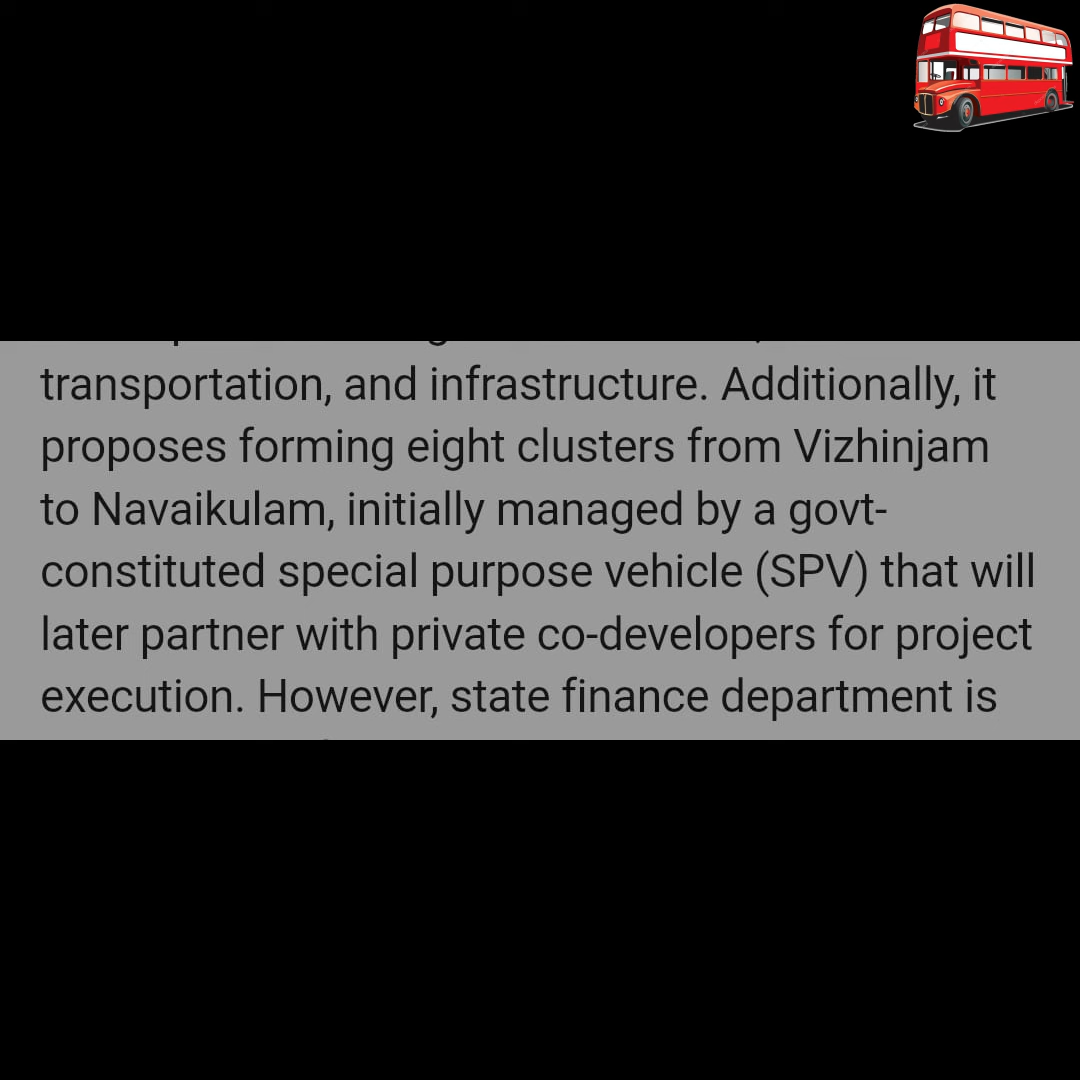 transportation, and infrastructure. Additionally, it
proposes forming eight clusters from Vizhinjam
to Navaikulam, initially managed by a govt-
constituted special purpose vehicle (SPV) that will
later partner with private co-developers for project
execution. However, state finance department is